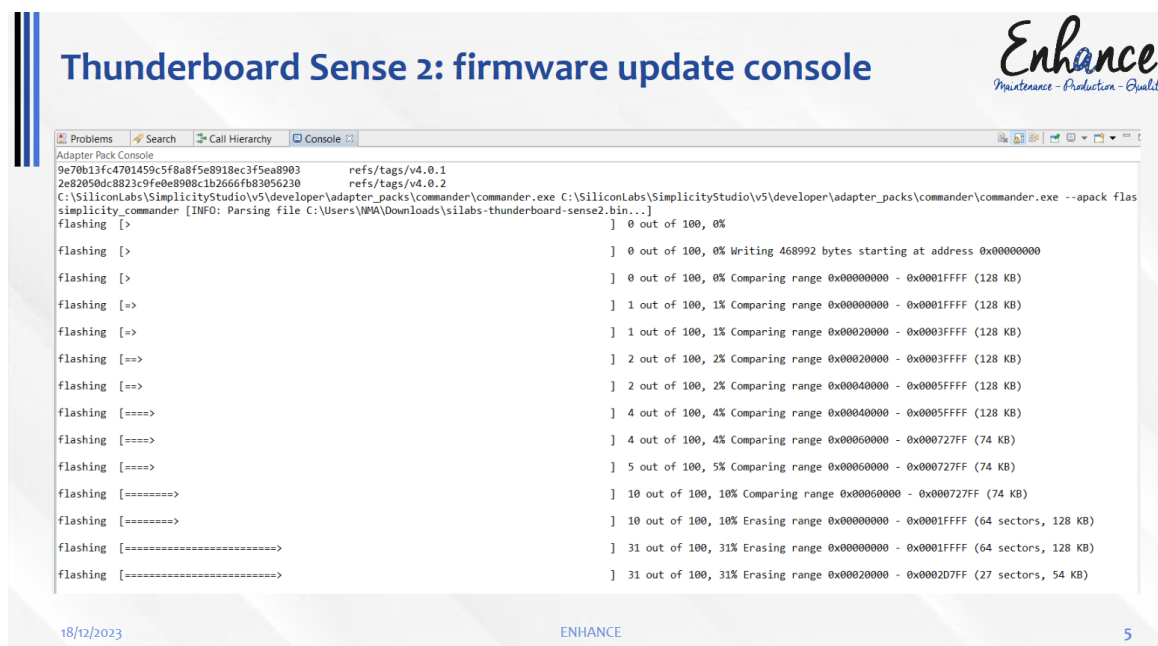 Thunderboard Sense 2: firmware update console
Enhance
Maintenance - Production - Qualit
Problems Search Call Hierarchy Console
Adapter Pack Console
9e70b13fc4701459c5f8a8f5e8918ec3f5ea8903 refs/tags/v4.0.1
2e82050dc8823c9fe0e8908c1b2666fb83056230 refs/tags/v4.0.2
C:\SiliconLabs\SimplicityStudio\v5\developer\adapter_packs\commander\commander.exe C:\SiliconLabs\SimplicityStudio\v5\developer\adapter_packs\commander\commander.exe --apack flas
simplicity_commander [INFO: Parsing file C:\Users\NMA\Downloads\silabs-thunderboard-sense2.bin...]
flashing [> ] 0 out of 100, 0%
flashing [> ] 0 out of 100, 0% Writing 468992 bytes starting at address 0x00000000
flashing [> ] 0 out of 100, 0% Comparing range 0x00000000 - 0x0001FFFF (128 KB)
flashing [=> ] 1 out of 100, 1% Comparing range 0x00000000 - 0x0001FFFF (128 KB)
flashing [=> ] 1 out of 100, 1% Comparing range 0x00020000 - 0x0003FFFF (128 KB)
flashing [==> ] 2 out of 100, 2% Comparing range 0x00020000 - 0x0003FFFF (128 KB)
flashing [==> ] 2 out of 100, 2% Comparing range 0x00040000 - 0x0005FFFF (128 KB)
flashing [====> ] 4 out of 100, 4% Comparing range 0x00040000 - 0x0005FFFF (128 KB)
flashing [====> ] 4 out of 100, 4% Comparing range 0x00060000 - 0x000727FF (74 KB)
flashing [====> ] 5 out of 100, 5% Comparing range 0x00060000 - 0x000727FF (74 KB)
flashing [========> ] 10 out of 100, 10% Comparing range 0x00060000 - 0x000727FF (74 KB)
flashing [========> ] 10 out of 100, 10% Erasing range 0x00000000 - 0x0001FFFF (64 sectors, 128 KB)
flashing [=========================> ] 31 out of 100, 31% Erasing range 0x00000000 - 0x0001FFFF (64 sectors, 128 KB)
flashing [=========================> ] 31 out of 100, 31% Erasing range 0x00020000 - 0x0002D7FF (27 sectors, 54 KB)
18/12/2023 ENHANCE 5